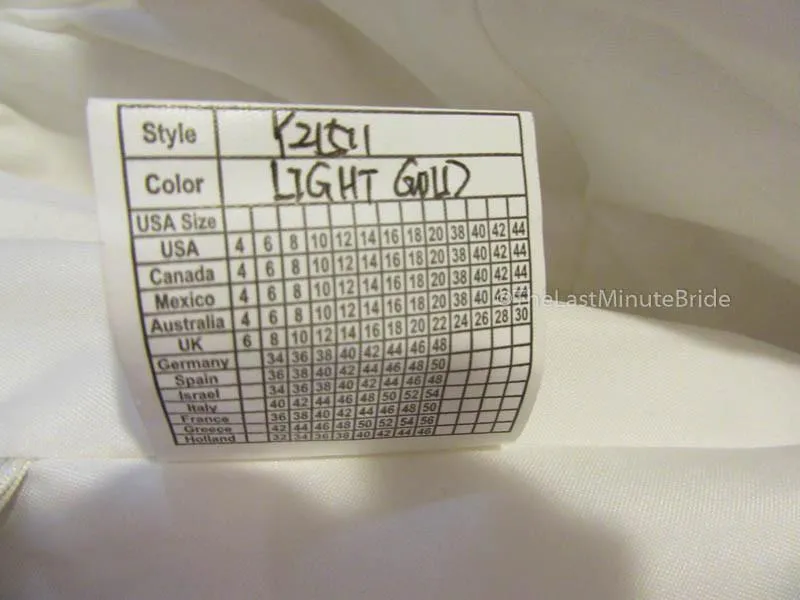 Style Y21511
Color LIGHT GOLD
USA Size
USA 4 6 8 10 12 14 16 18 20 38 40 42 44
Canada 4 6 8 10 12 14 16 18 20 38 40 42 44
Mexico 4 6 8 10 12 14 16 18 20 38 40 42 44
Australia 4 6 8 10 12 14 16 18 20 38 40 42 44
UK 6 8 10 12 14 16 18 20 22 24 26 28 30
Germany 34 36 38 40 42 44 46 48
Spain 36 38 40 42 44 46 48 50
Israel 34 36 38 40 42 44 46 48
Italy 40 42 44 46 48 50 52 54
France 36 38 40 42 44 46 48 50
Greece 42 44 46 48 50 52 54 56
Holland 32 34 36 38 40 42 44 46
©TheLastMinuteBride